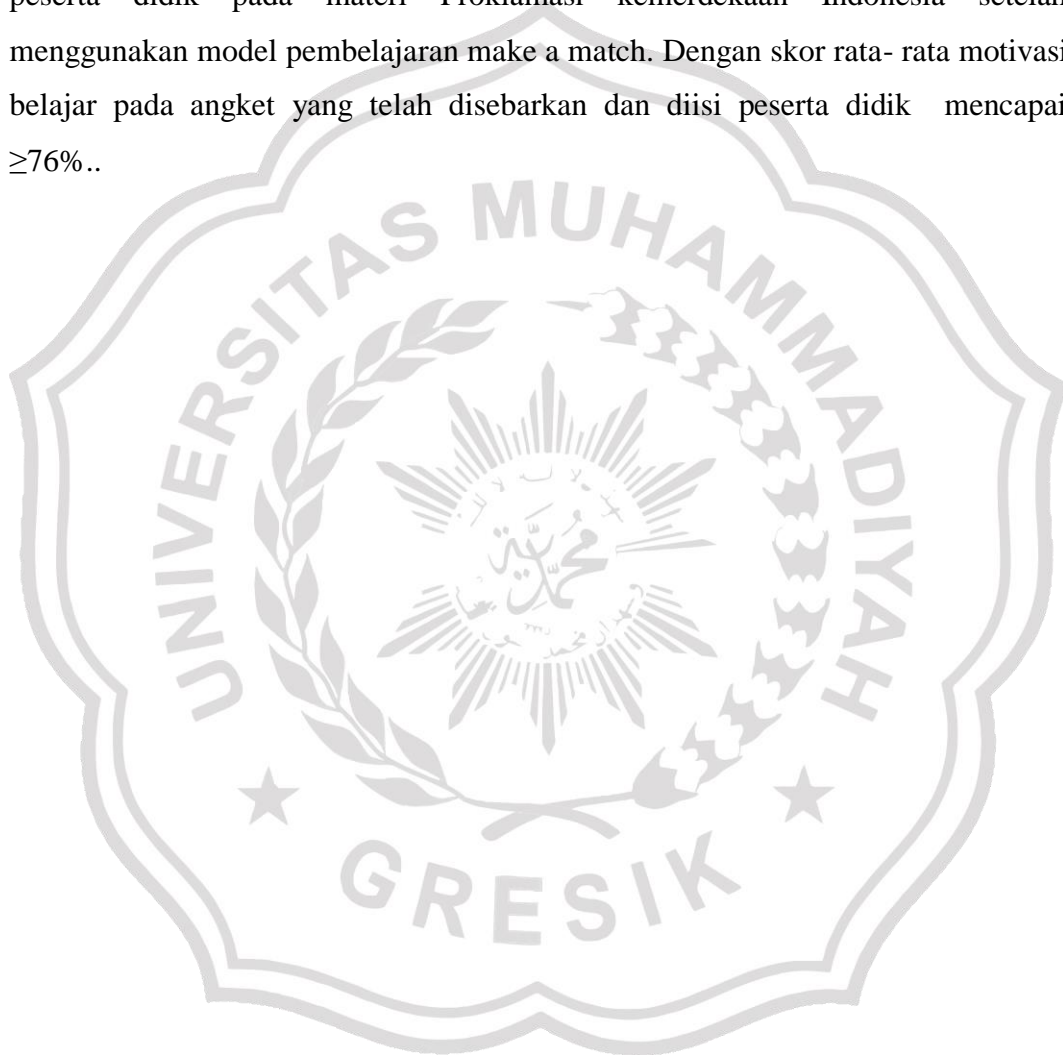 peserta didik pada materi Proklamasi kemerdekaan Indonesia setelah
menggunakan model pembelajaran make a match. Dengan skor rata- rata motivasi
belajar pada angket yang telah disebarkan dan diisi peserta didik mencapai
≥76%..
UNIVERSITAS MUHAMMADIYAH
GRESIK
محمد